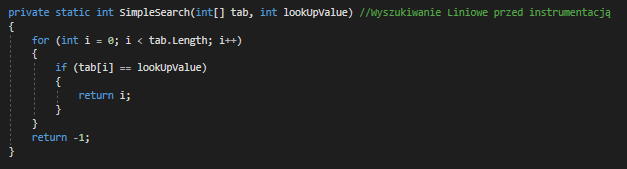 private static int SimpleSearch(int[] tab, int lookUpValue) //Wyszukiwanie Liniowe przed instrumentacją
{
    for (int i = 0; i < tab.Length; i++)
    {
        if (tab[i] == lookUpValue)
        {
            return i;
        }
    }
    return -1;
}